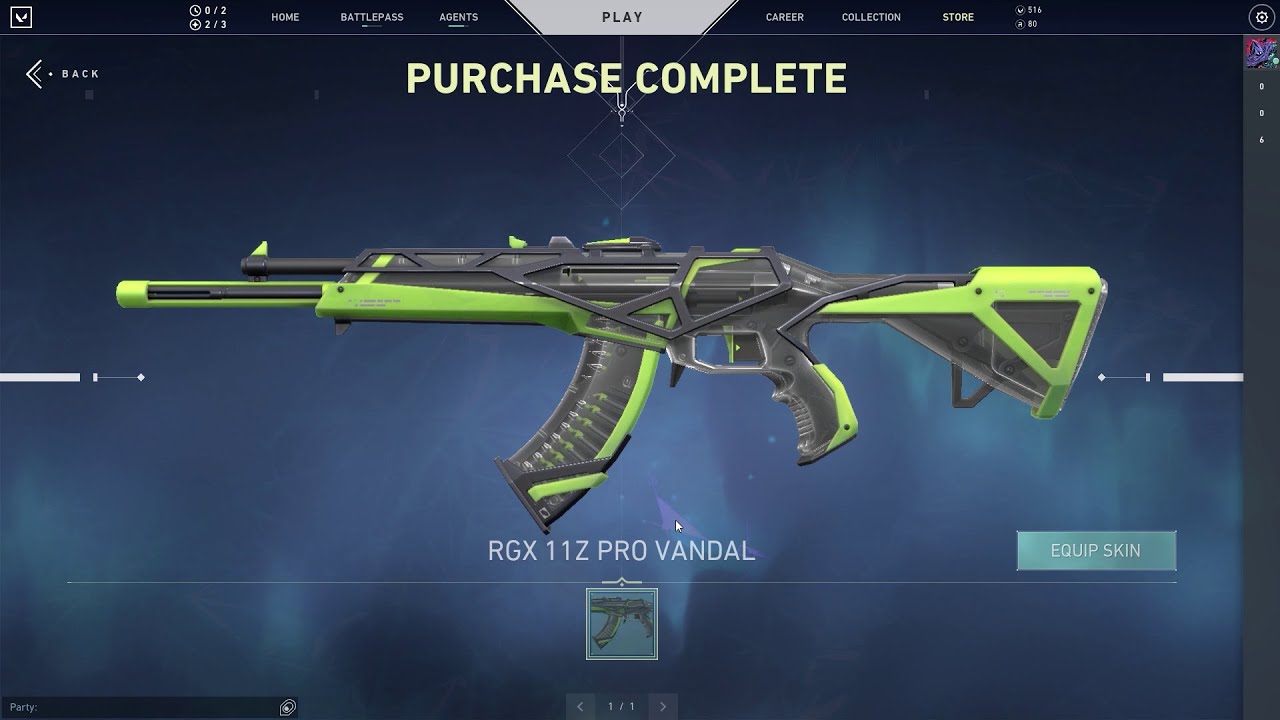 0 / 2
2 / 3
HOME
BATTLEPASS
AGENTS
PLAY
CAREER
COLLECTION
STORE
516
80
BACK
PURCHASE COMPLETE
0
0
6
RGX 11Z PRO VANDAL
EQUIP SKIN
Party:
1 / 1